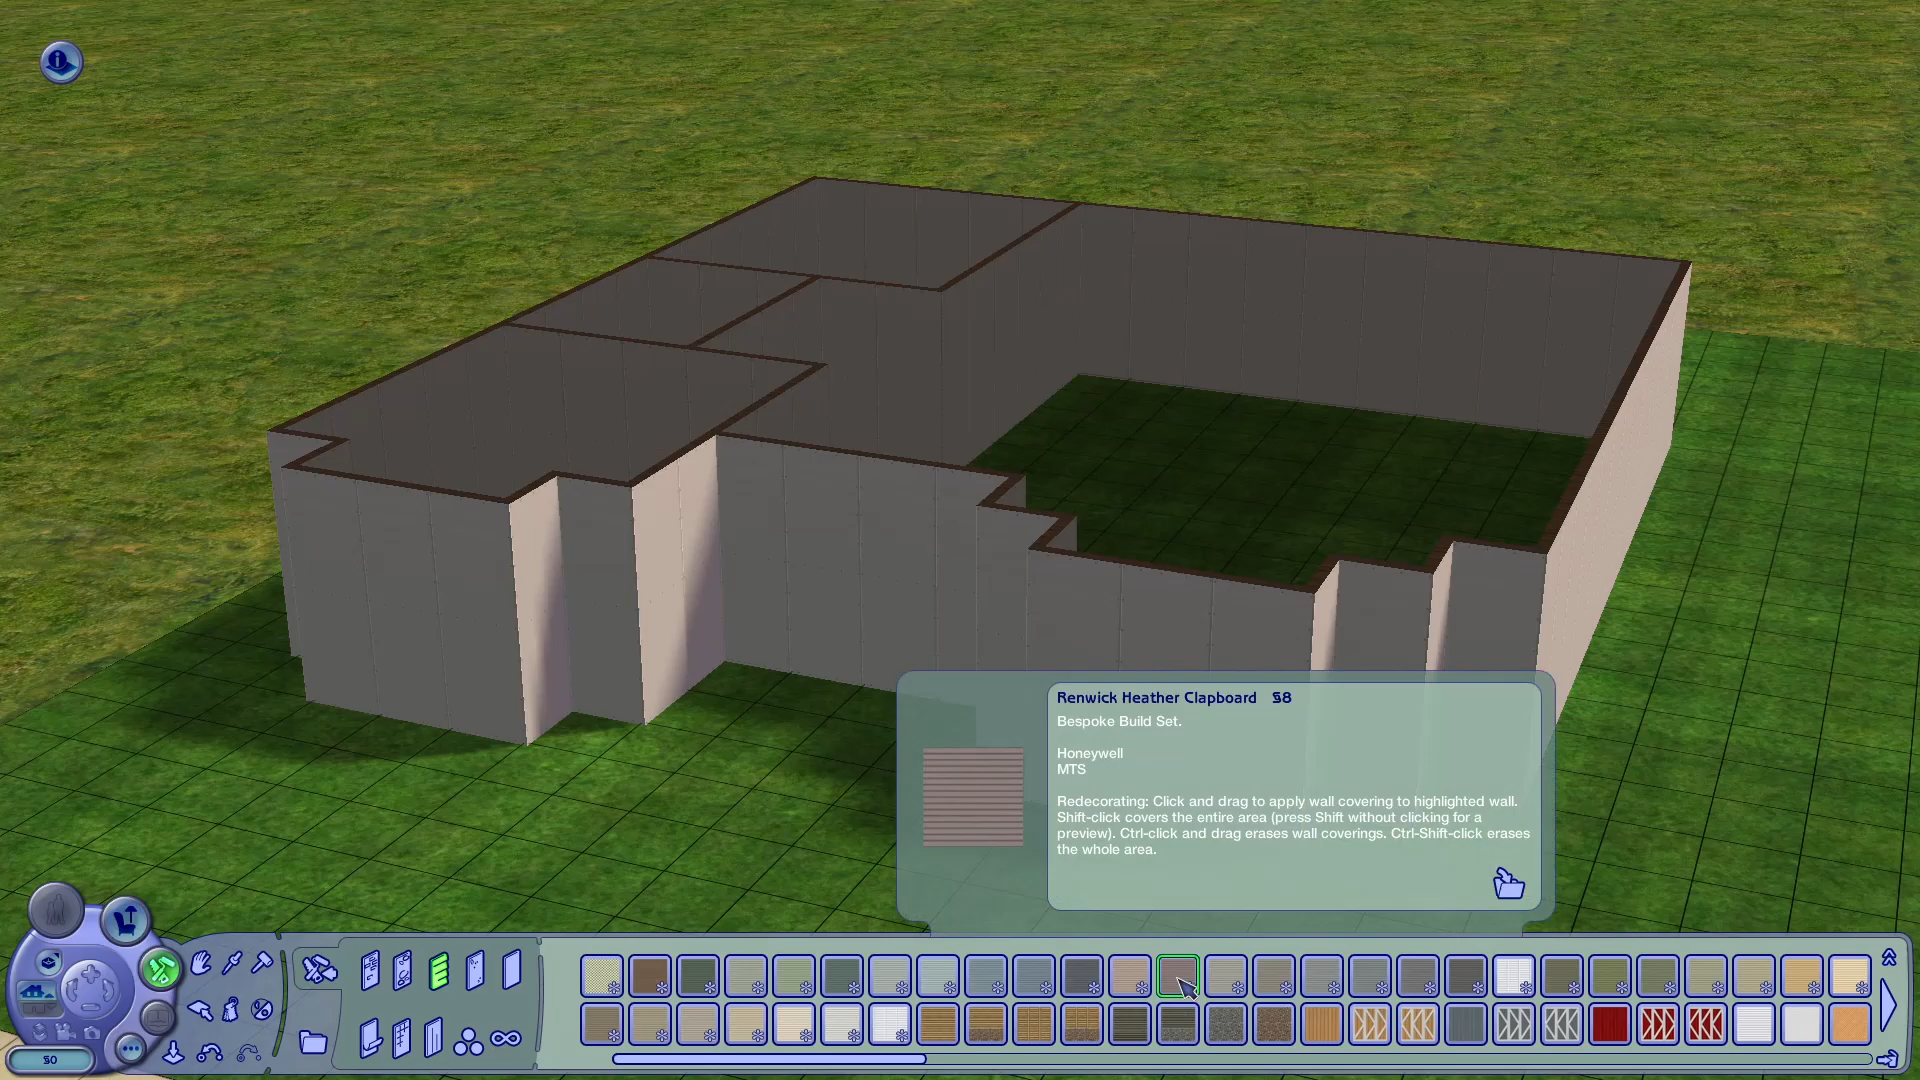 Renwick Heather Clapboard §8
Bespoke Build Set.
Honeywell
MTS
Redecorating: Click and drag to apply wall covering to highlighted wall.
Shift-click covers the entire area (press Shift without clicking for a
preview). Ctrl-click and drag erases wall coverings. Ctrl-Shift-click erases
the whole area.
§0